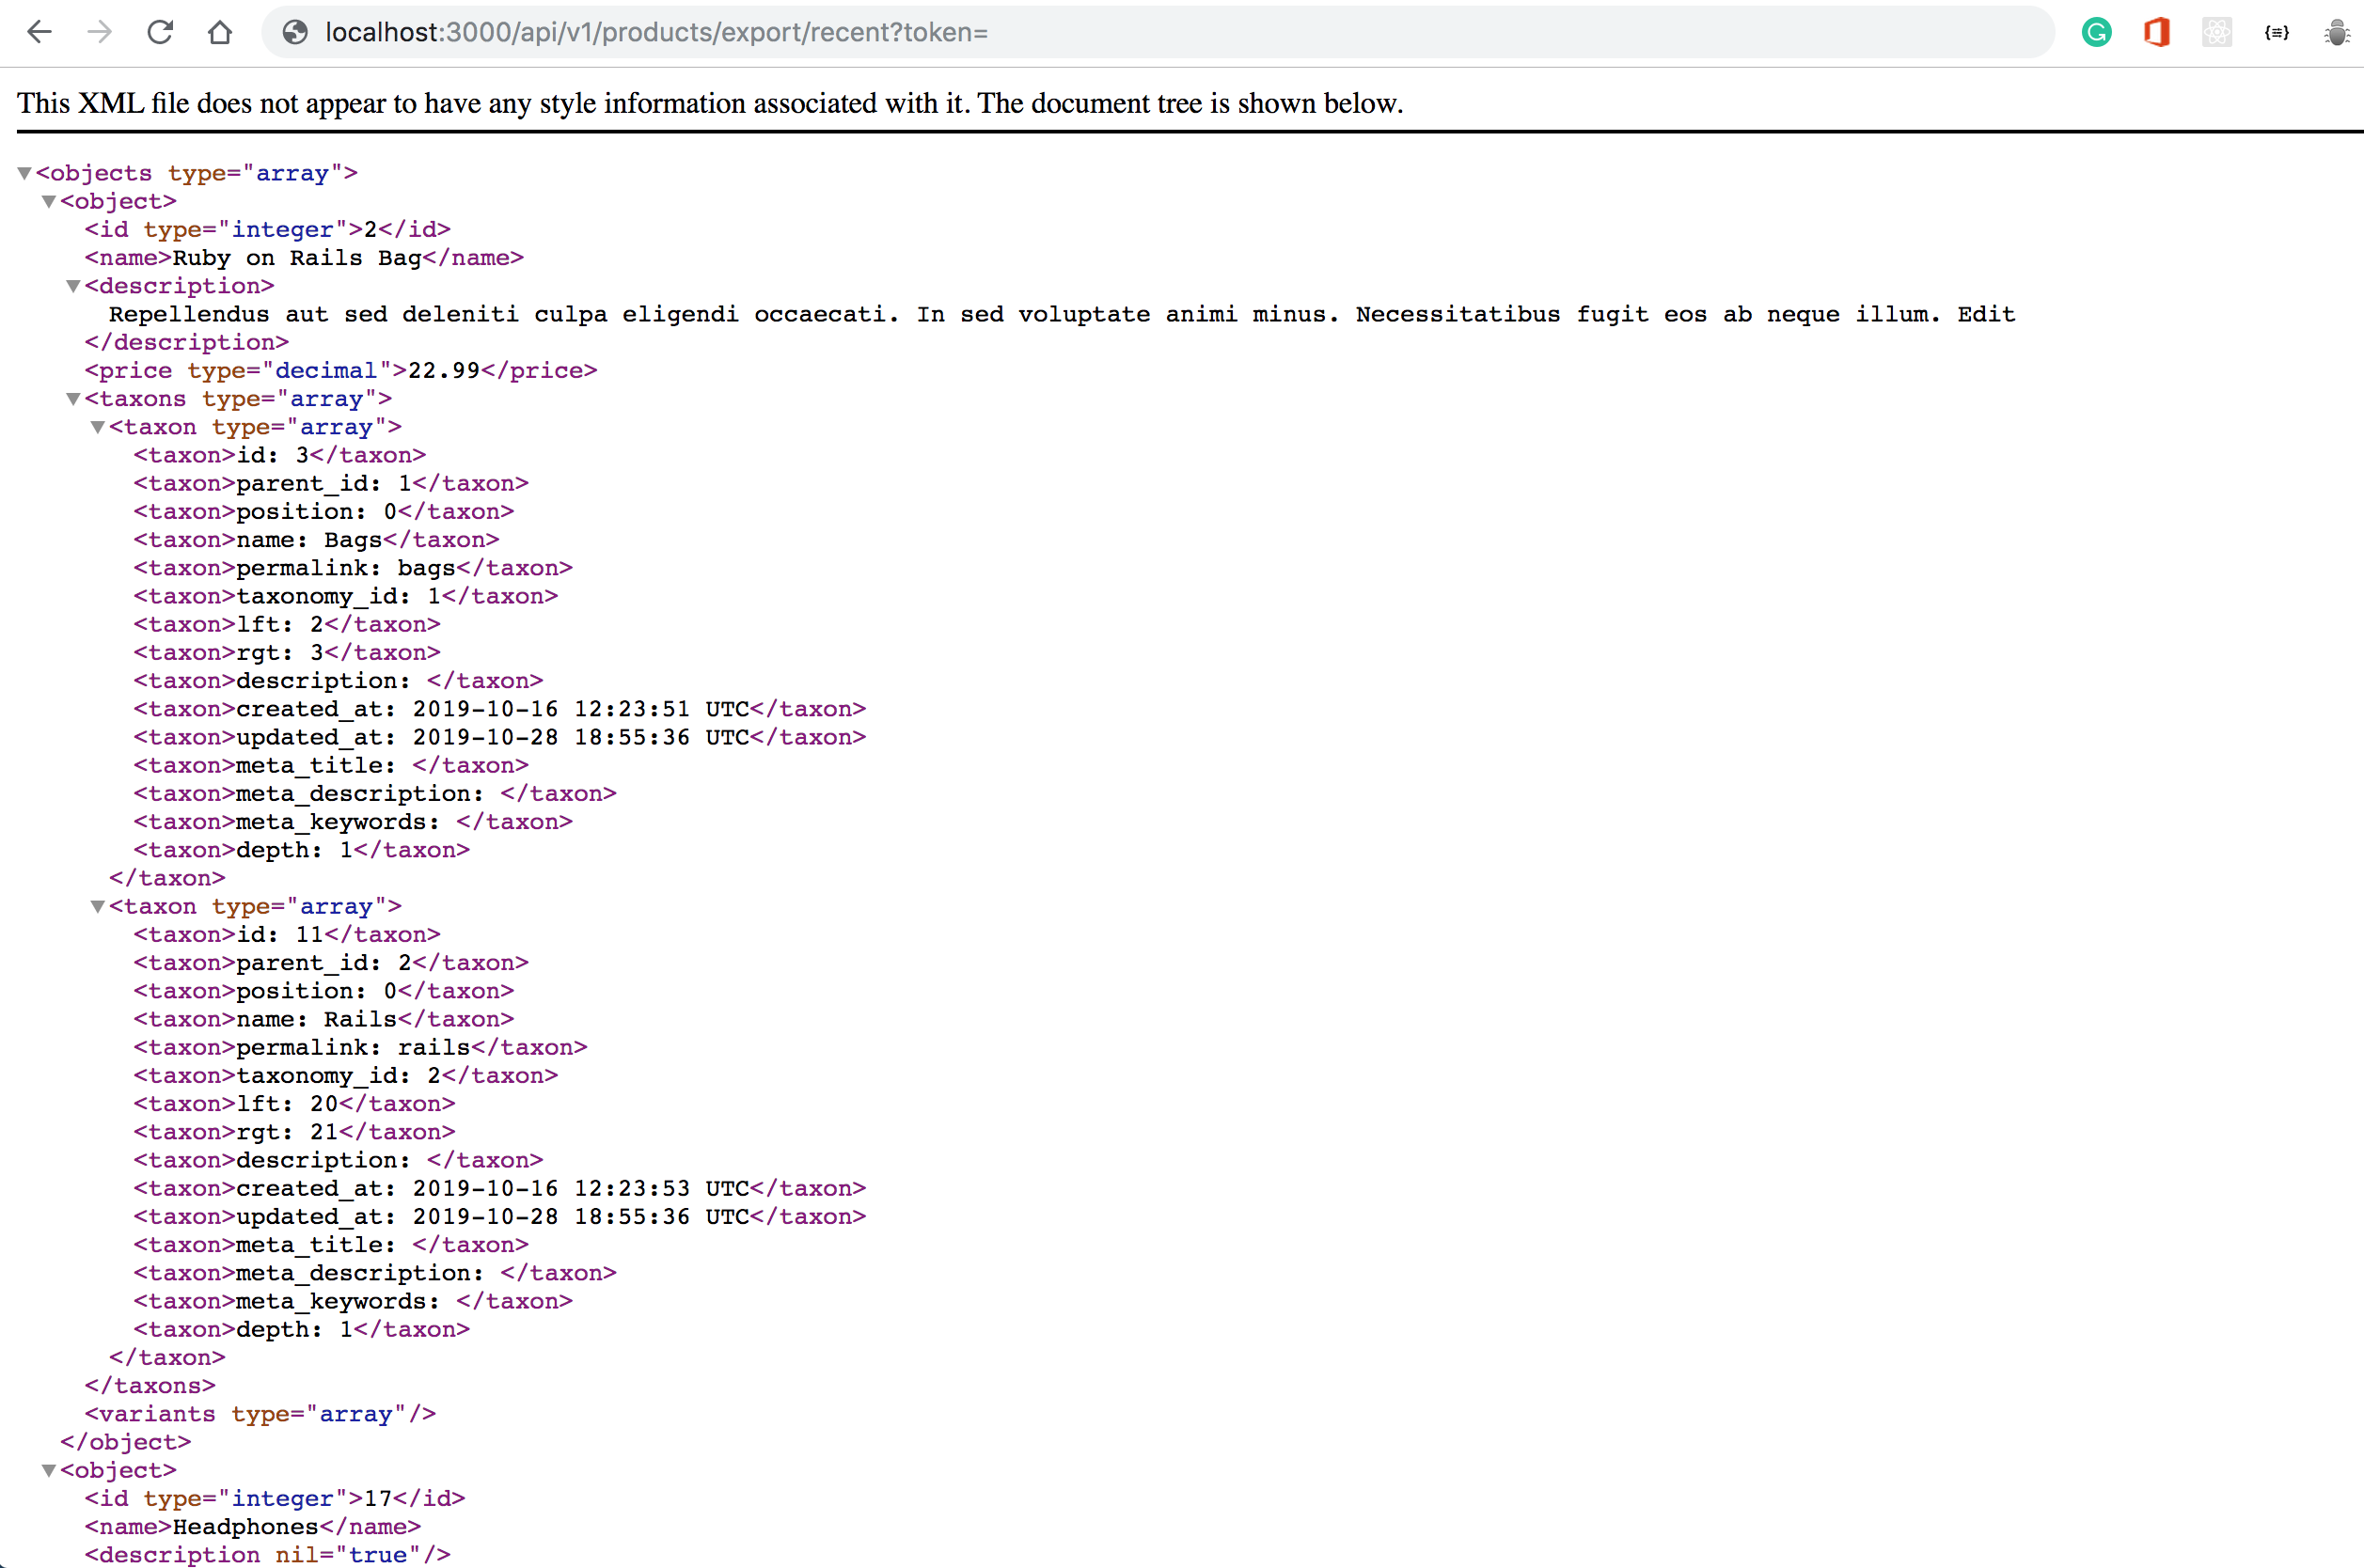 localhost:3000/api/v1/products/export/recent?token=
This XML file does not appear to have any style information associated with it. The document tree is shown below.
<objects type="array">
<object>
<id type="integer">2</id>
<name>Ruby on Rails Bag</name>
<description>
Repellendus aut sed deleniti culpa eligendi occaecati. In sed voluptate animi minus. Necessitatibus fugit eos ab neque illum. Edit
</description>
<price type="decimal">22.99</price>
<taxons type="array">
<taxon type="array">
<taxon>id: 3</taxon>
<taxon>parent_id: 1</taxon>
<taxon>position: 0</taxon>
<taxon>name: Bags</taxon>
<taxon>permalink: bags</taxon>
<taxon>taxonomy_id: 1</taxon>
<taxon>lft: 2</taxon>
<taxon>rgt: 3</taxon>
<taxon>description: </taxon>
<taxon>created_at: 2019-10-16 12:23:51 UTC</taxon>
<taxon>updated_at: 2019-10-28 18:55:36 UTC</taxon>
<taxon>meta_title: </taxon>
<taxon>meta_description: </taxon>
<taxon>meta_keywords: </taxon>
<taxon>depth: 1</taxon>
</taxon>
<taxon type="array">
<taxon>id: 11</taxon>
<taxon>parent_id: 2</taxon>
<taxon>position: 0</taxon>
<taxon>name: Rails</taxon>
<taxon>permalink: rails</taxon>
<taxon>taxonomy_id: 2</taxon>
<taxon>lft: 20</taxon>
<taxon>rgt: 21</taxon>
<taxon>description: </taxon>
<taxon>created_at: 2019-10-16 12:23:53 UTC</taxon>
<taxon>updated_at: 2019-10-28 18:55:36 UTC</taxon>
<taxon>meta_title: </taxon>
<taxon>meta_description: </taxon>
<taxon>meta_keywords: </taxon>
<taxon>depth: 1</taxon>
</taxon>
</taxons>
<variants type="array"/>
</object>
<object>
<id type="integer">17</id>
<name>Headphones</name>
<description nil="true"/>